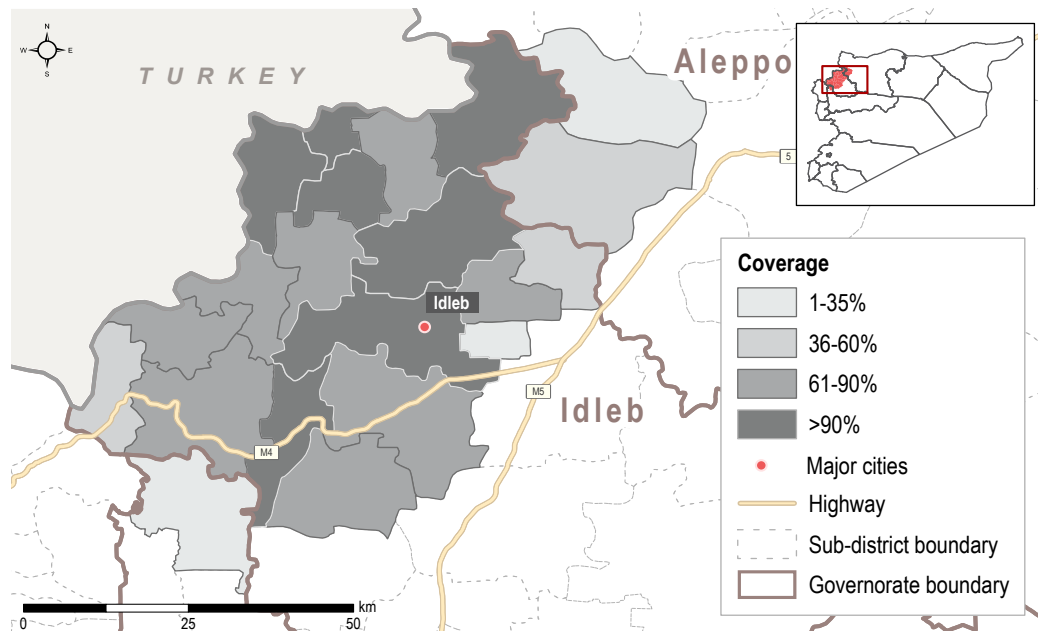 N
W E
S
TURKEY
Aleppo
5
Idleb
M5
Idleb
M4
Coverage
1-35%
36-60%
61-90%
>90%
Major cities
Highway
Sub-district boundary
Governorate boundary
km
0 25 50